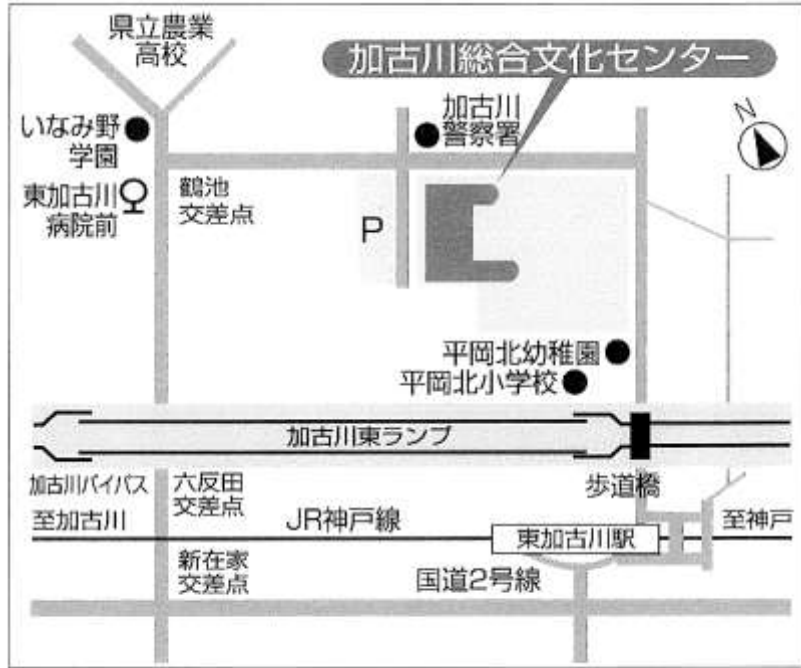 県立農業
高校
加古川総合文化センター
加古川
警察署
N
いなみ野
学園
東加古川
病院前
鶴池
交差点
P
平岡北幼稚園
平岡北小学校
加古川東ランプ
加古川バイパス
六反田
交差点
歩道橋
至加古川
JR神戸線
東加古川駅
至神戸
新在家
交差点
国道2号線